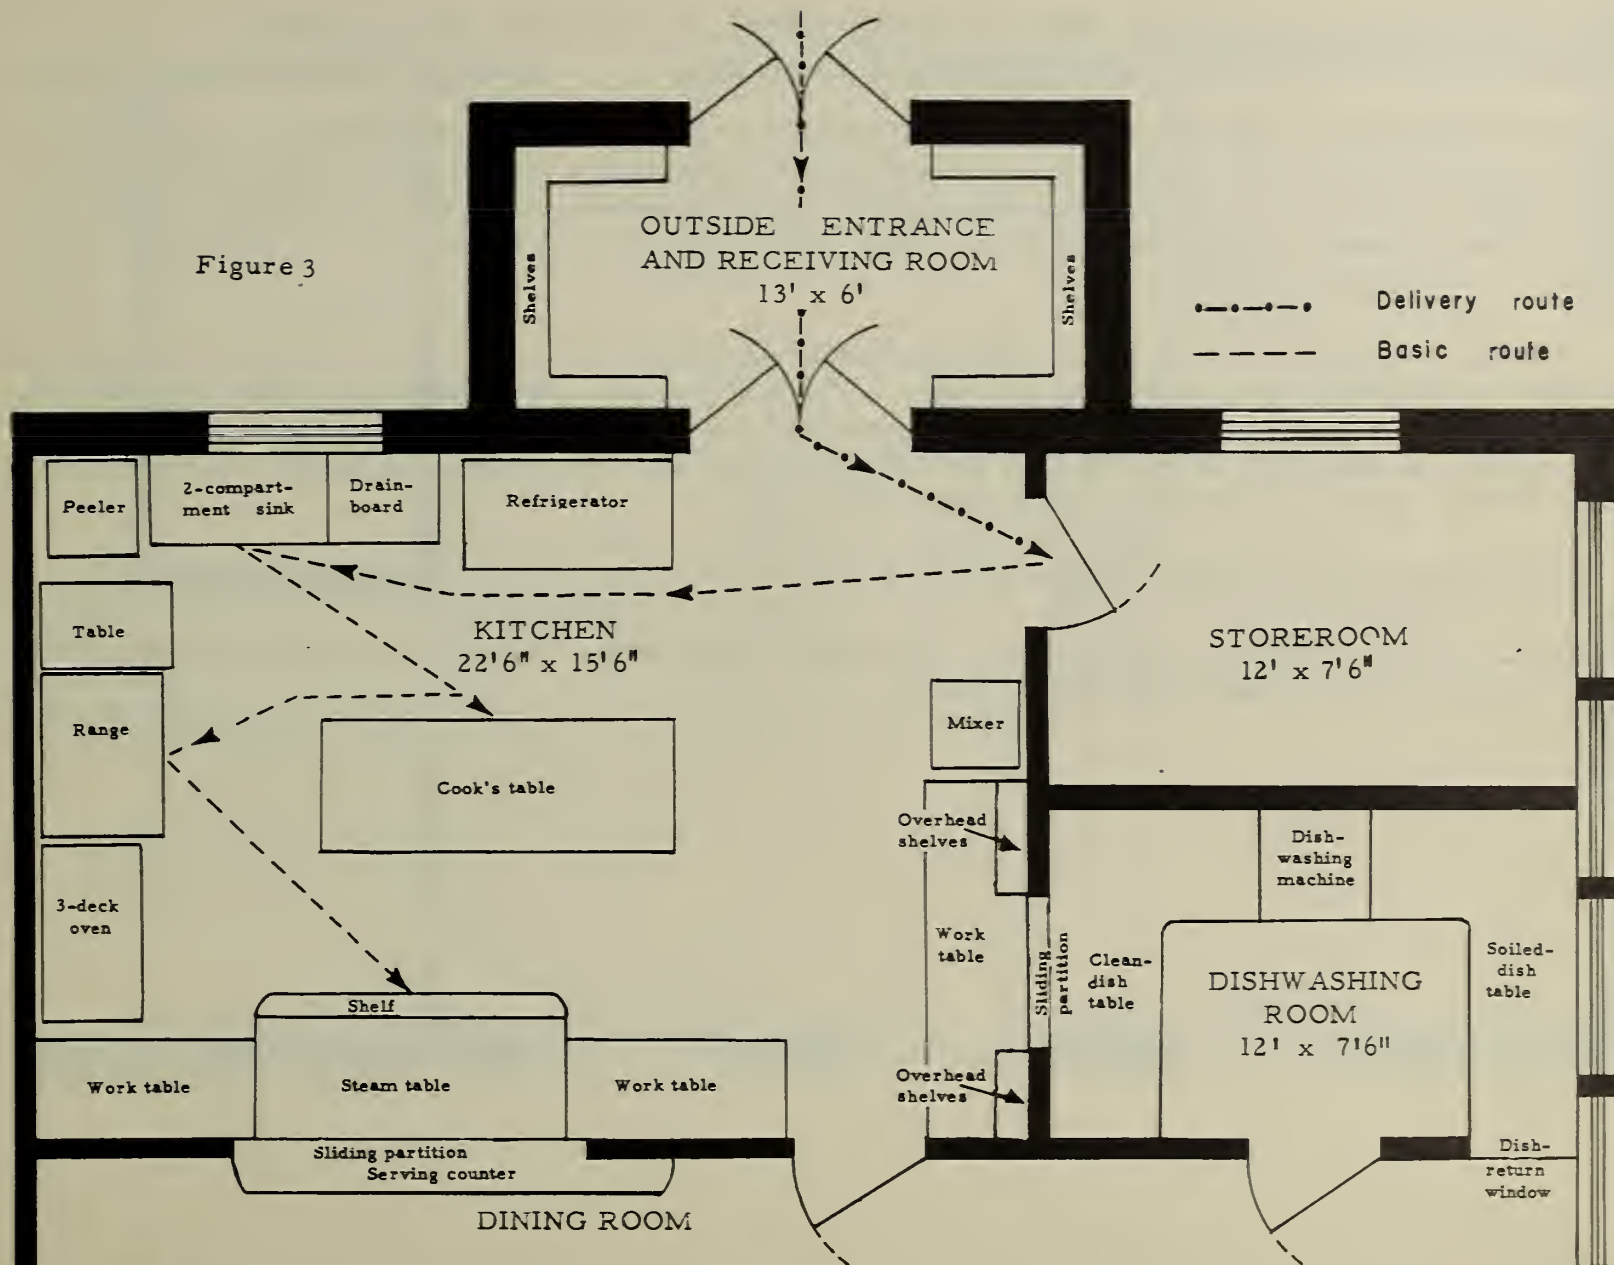 OUTSIDE ENTRANCE
AND RECEIVING ROOM
13' x 6'
Shelves
Shelves
Figure 3
Delivery route
Basic route
Peeler
2-compart-
ment sink
Drain-
board
Refrigerator
Table
KITCHEN
22'6" x 15'6"
STOREROOM
12' x 7'6"
Range
Mixer
Cook's table
Overhead
shelves
Dish-
washing
machine
3-deck
oven
Work
table
Sliding
partition
Clean-
dish
table
DISHWASHING
ROOM
12' x 7'6"
Soiled-
dish
table
Shelf
Work table
Steam table
Work table
Overhead
shelves
Sliding partition
Serving counter
Dish-
return
window
DINING ROOM